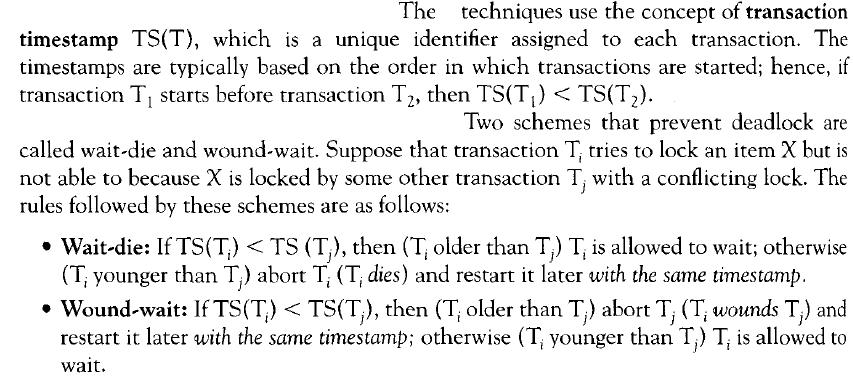 The techniques use the concept of transaction
timestamp TS(T), which is a unique identifier assigned to each transaction. The
timestamps are typically based on the order in which transactions are started; hence, if
transaction T₁ starts before transaction T₂, then TS(T₁) < TS(T₂).
Two schemes that prevent deadlock are
called wait-die and wound-wait. Suppose that transaction Tᵢ tries to lock an item X but is
not able to because X is locked by some other transaction Tⱼ with a conflicting lock. The
rules followed by these schemes are as follows:
• Wait-die: If TS(Tᵢ) < TS (Tⱼ), then (Tᵢ older than Tⱼ) Tᵢ is allowed to wait; otherwise
(Tᵢ younger than Tⱼ) abort Tᵢ (Tᵢ dies) and restart it later with the same timestamp.
• Wound-wait: If TS(Tᵢ) < TS(Tⱼ), then (Tᵢ older than Tⱼ) abort Tⱼ (Tᵢ wounds Tⱼ) and
restart it later with the same timestamp; otherwise (Tᵢ younger than Tⱼ) Tᵢ is allowed to
wait.